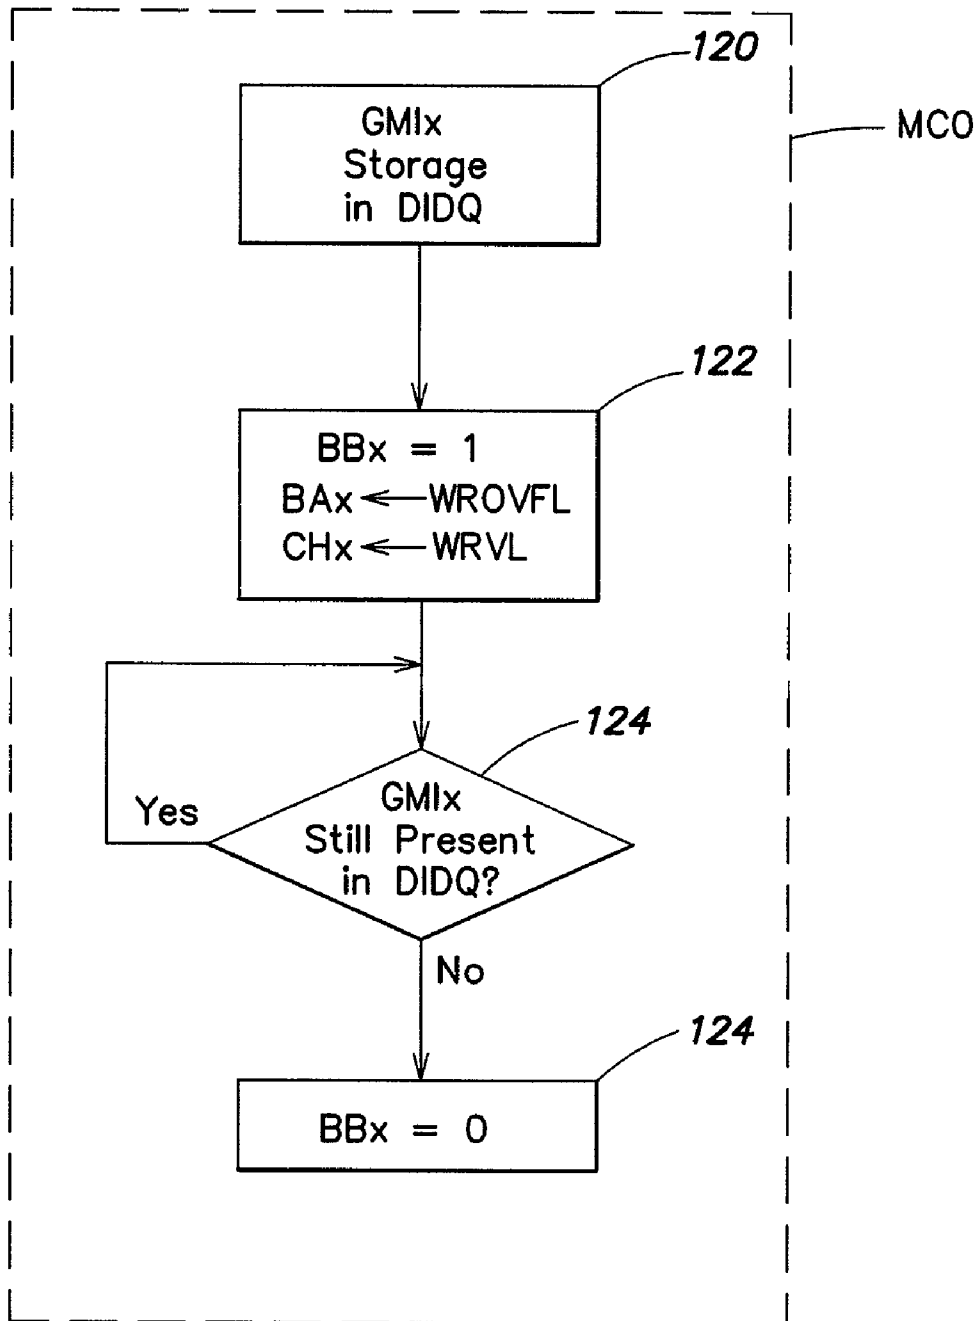 120
MCO
GMIx
Storage
in DIDQ
122
BBx = 1
BAx ← WROVFL
CHx ← WRVL
124
GMIx
Still Present
in DIDQ?
Yes
No
124
BBx = 0